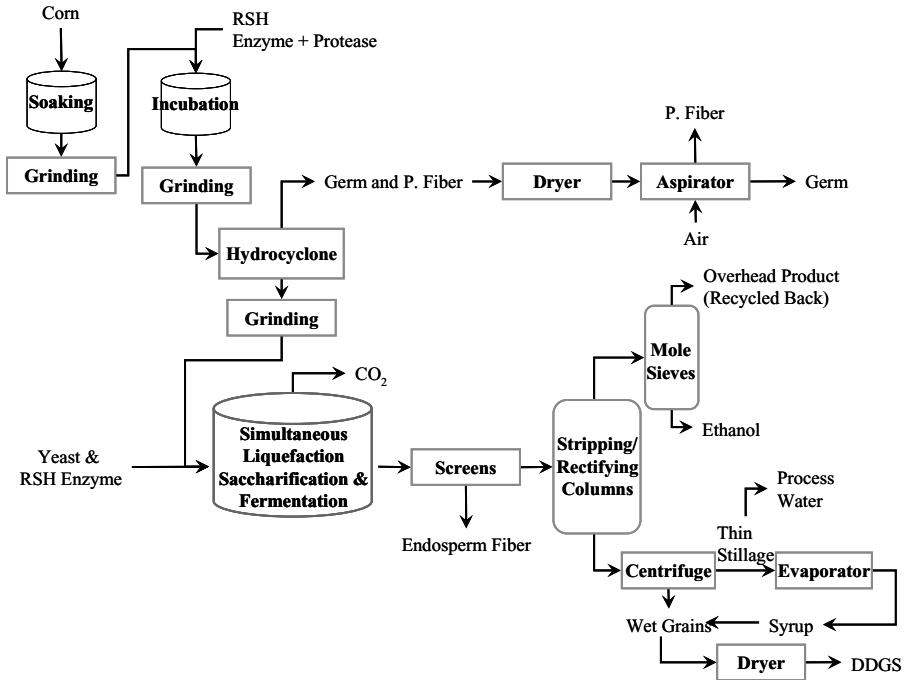 Corn
RSH
Enzyme + Protease
Soaking
Incubation
Grinding
Grinding
P. Fiber
Germ and P. Fiber
Dryer
Aspirator
Germ
Air
Hydrocyclone
Grinding
Overhead Product
(Recycled Back)
Mole
Sieves
Ethanol
CO₂
Yeast &
RSH Enzyme
Simultaneous
Liquefaction
Saccharification &
Fermentation
Screens
Endosperm Fiber
Stripping/
Rectifying
Columns
Process
Water
Thin
Stillage
Centrifuge
Evaporator
Wet Grains
Syrup
Dryer
DDGS